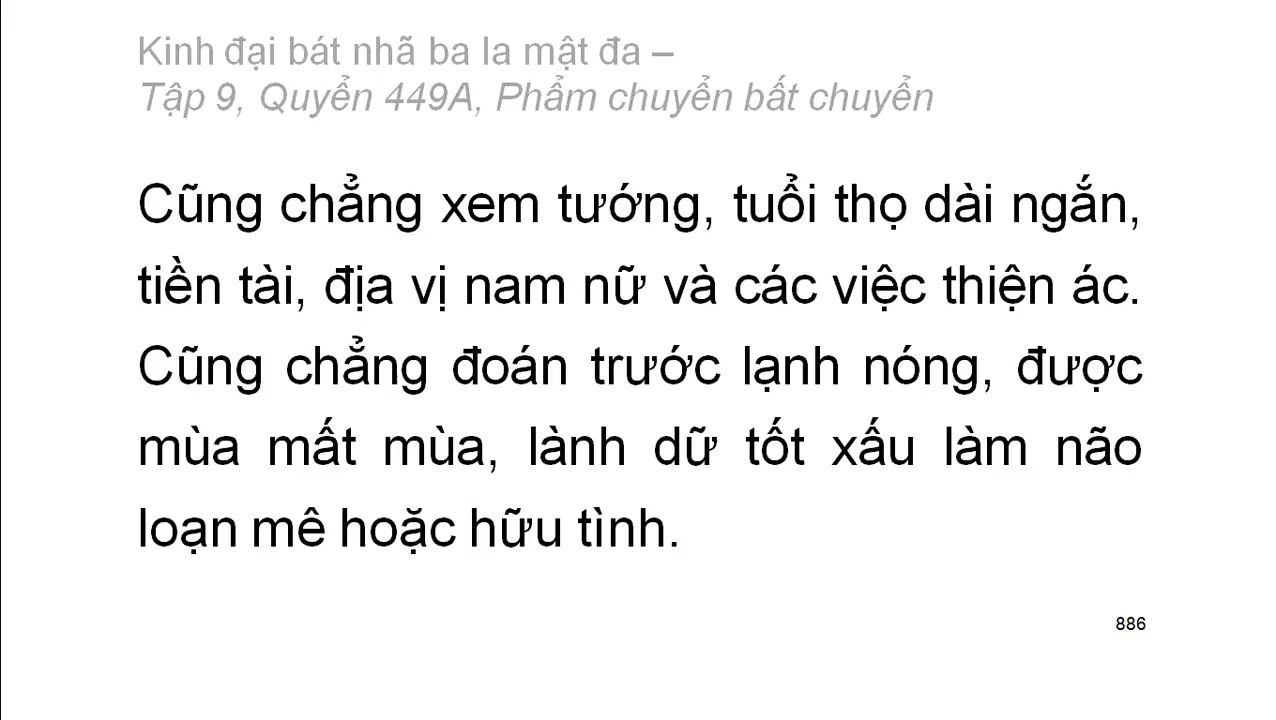 Kinh đại bát nhã ba la mật đa –
Tập 9, Quyển 449A, Phẩm chuyển bất chuyển
Cũng chẳng xem tướng, tuổi thọ dài ngắn,
tiền tài, địa vị nam nữ và các việc thiện ác.
Cũng chẳng đoán trước lạnh nóng, được
mùa mất mùa, lành dữ tốt xấu làm não
loạn mê hoặc hữu tình.
886